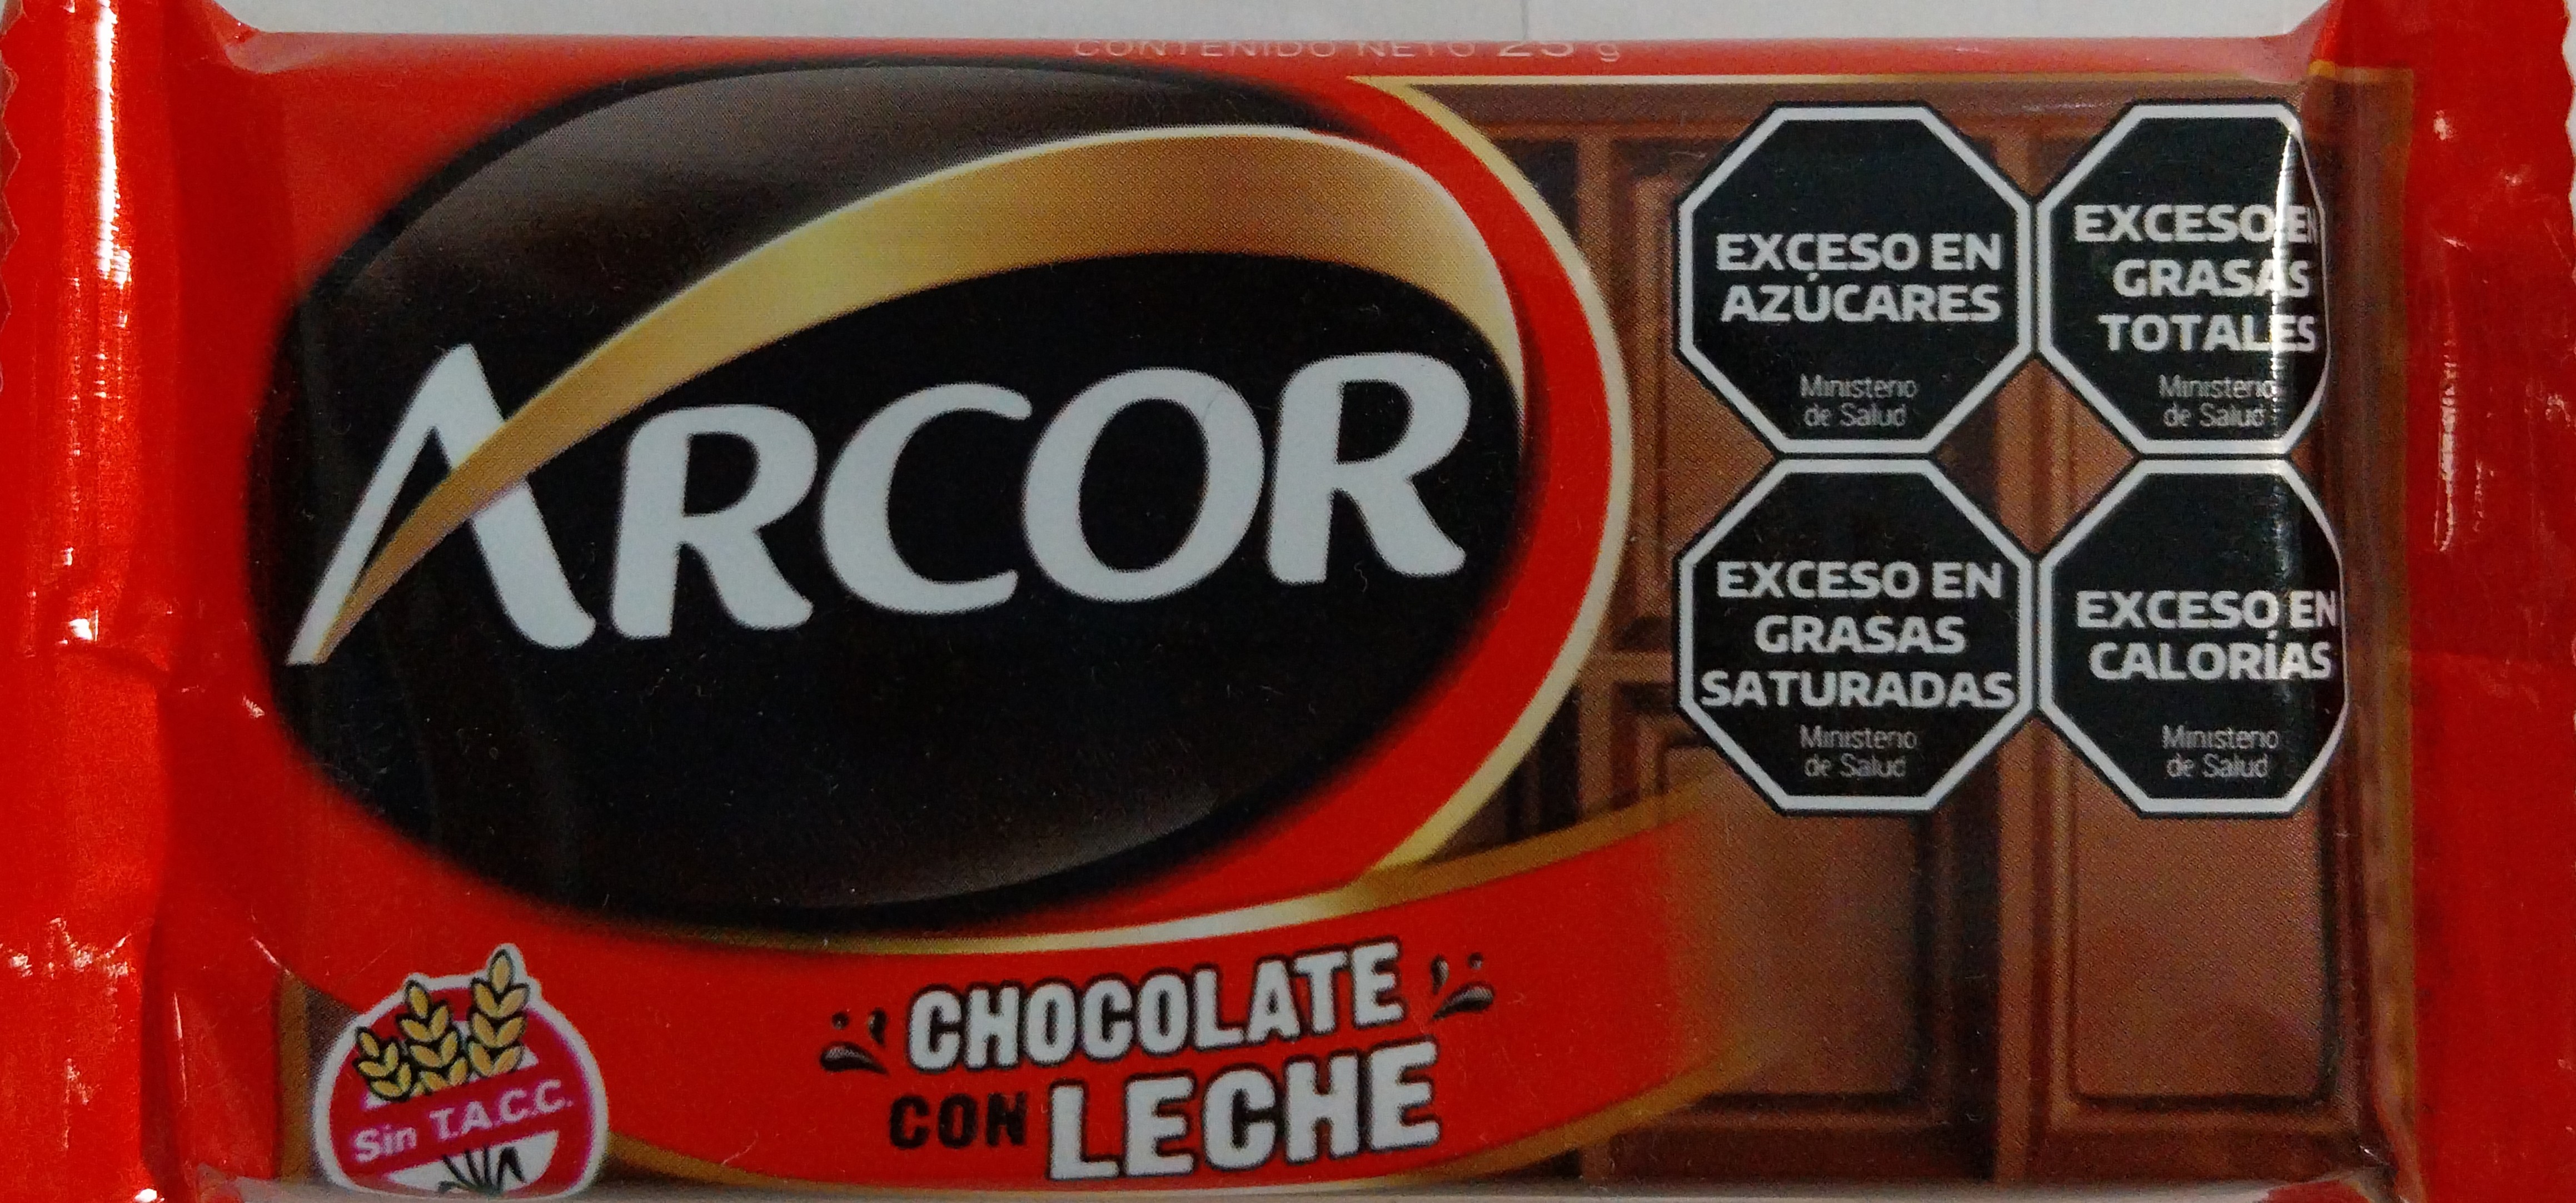 CONTENIDO NETO 25 g
ARCOR
EXCESO EN
AZÚCARES
Ministerio
de Salud
EXCESO EN
GRASAS
TOTALES
Ministerio
de Salud
EXCESO EN
GRASAS
SATURADAS
Ministerio
de Salud
EXCESO EN
CALORÍAS
Ministerio
de Salud
CHOCOLATE
CON LECHE
Sin T.A.C.C.